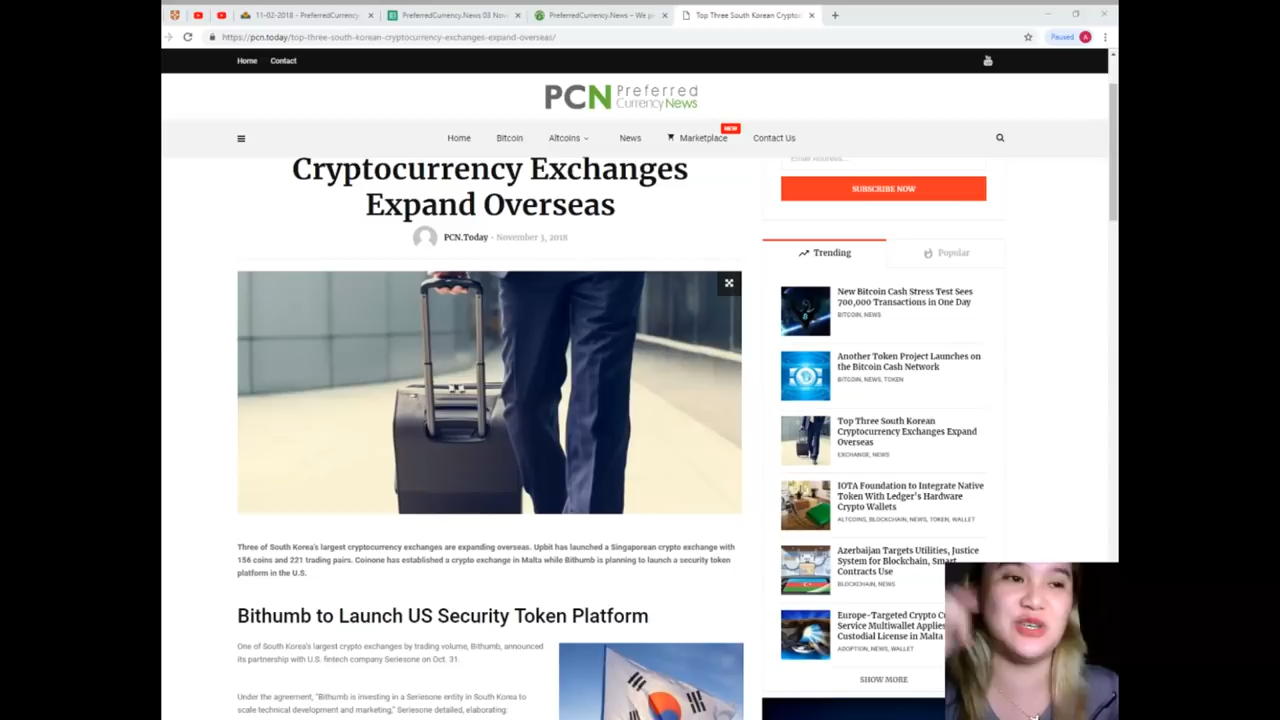 11-02-2018 - PreferredCurrency
PreferredCurrency.News 03 Nov
PreferredCurrency.News – We p
Top Three South Korean Cryptoc
https://pcn.today/top-three-south-korean-cryptocurrency-exchanges-expand-overseas/
Paused
A
Home
Contact
PCN Preferred
CurrencyNews
Home
Bitcoin
Altcoins
News
Marketplace
NEW
Contact Us
Cryptocurrency Exchanges
Expand Overseas
PCN.Today - November 3, 2018
Three of South Korea's largest cryptocurrency exchanges are expanding overseas. Upbit has launched a Singaporean crypto exchange with
156 coins and 221 trading pairs. Coinone has established a crypto exchange in Malta while Bithumb is planning to launch a security token
platform in the U.S.
Bithumb to Launch US Security Token Platform
One of South Korea's largest crypto exchanges by trading volume, Bithumb, announced
its partnership with U.S. fintech company Seriesone on Oct. 31.
Under the agreement, "Bithumb is investing in a Seriesone entity in South Korea to
scale technical development and marketing," Seriesone detailed, elaborating:
Email Address...
SUBSCRIBE NOW
Trending
Popular
New Bitcoin Cash Stress Test Sees
700,000 Transactions in One Day
BITCOIN, NEWS
Another Token Project Launches on
the Bitcoin Cash Network
BITCOIN, NEWS, TOKEN
Top Three South Korean
Cryptocurrency Exchanges Expand
Overseas
EXCHANGE, NEWS
IOTA Foundation to Integrate Native
Token With Ledger's Hardware
Crypto Wallets
ALTCOINS, BLOCKCHAIN, NEWS, TOKEN, WALLET
Azerbaijan Targets Utilities, Justice
System for Blockchain, Smart
Contracts Use
BLOCKCHAIN, NEWS
Europe-Targeted Crypto Cu
Service Multiwallet Applies
Custodial License in Malta
ADOPTION, NEWS, WALLET
SHOW MORE